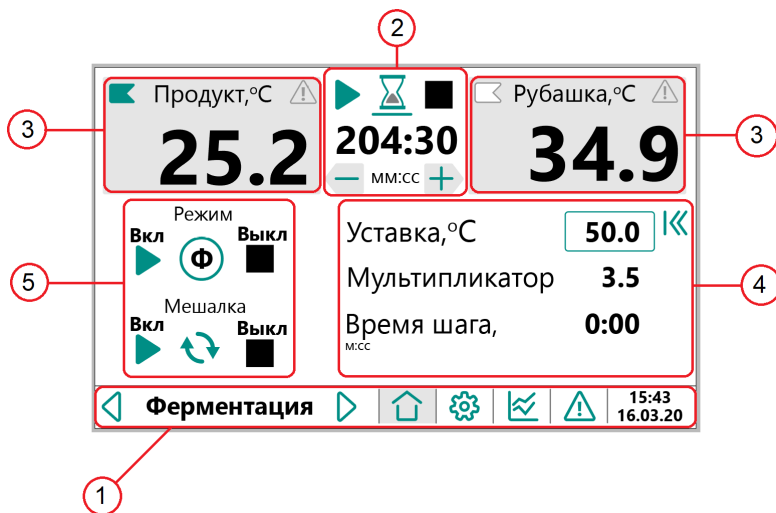 2
Продукт,°C
25.2
204:30
мм:сс
Рубашка,°C
34.9
3
3
Режим
Вкл
Выкл
Ф
Мешалка
Вкл
Выкл
5
Уставка,°C 50.0
Мультипликатор 3.5
Время шага, 0:00
м:сс
4
Ферментация
15:43
16.03.20
1